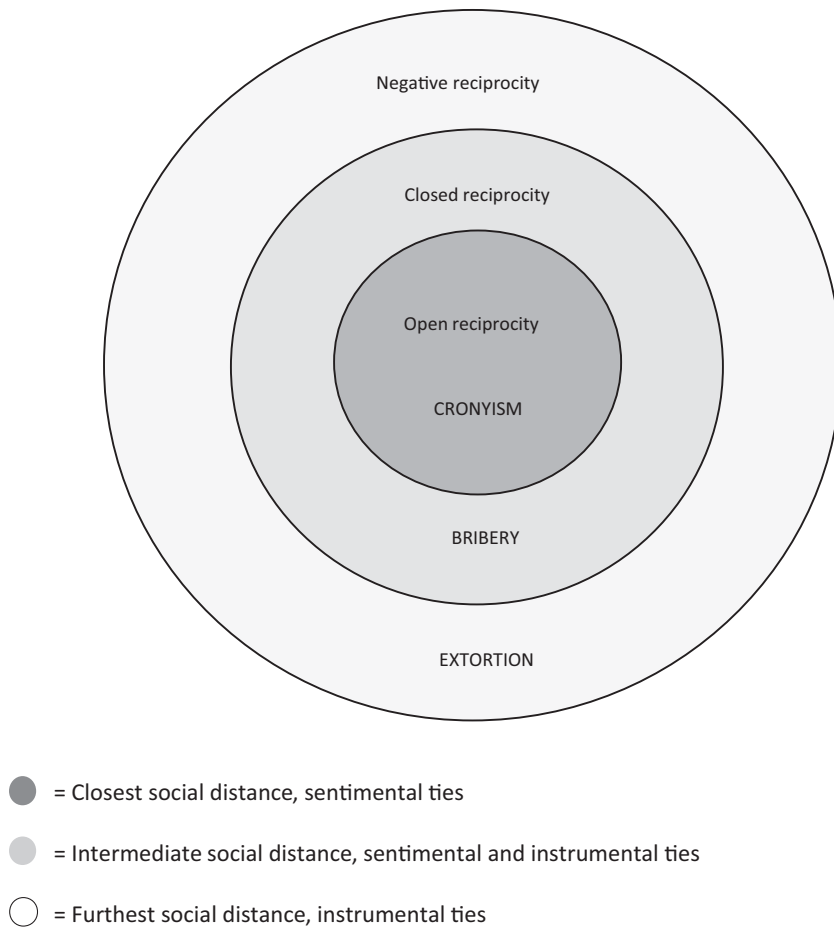 Negative reciprocity
Closed reciprocity
Open reciprocity
CRONYISM
BRIBERY
EXTORTION
= Closest social distance, sentimental ties
= Intermediate social distance, sentimental and instrumental ties
= Furthest social distance, instrumental ties